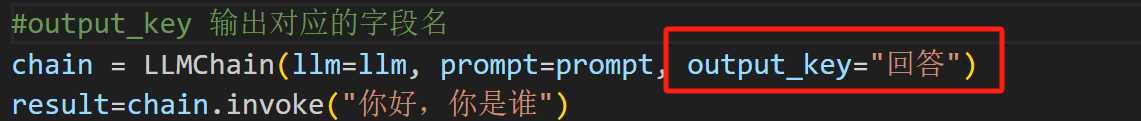 #output_key 输出对应的字段名
chain = LLMChain(llm=llm, prompt=prompt, output_key="回答")
result=chain.invoke("你好，你是谁")